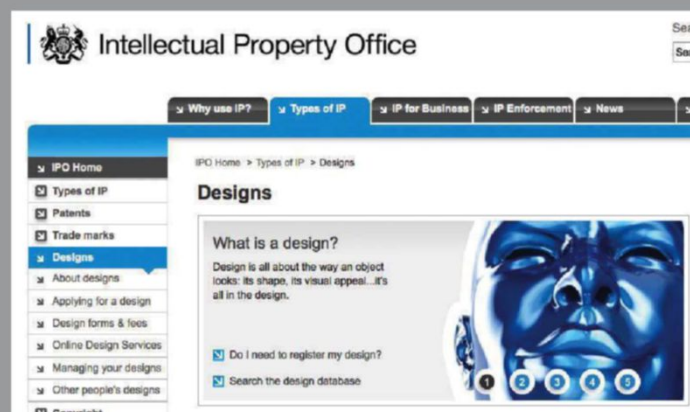 Intellectual Property Office
Sea
Sea
Why use IP?
Types of IP
IP for Business
IP Enforcement
News
IPO Home
Types of IP
Patents
Trade marks
Designs
About designs
Applying for a design
Design forms & fees
Online Design Services
Managing your designs
Other people's designs
Copyright
IPO Home > Types of IP > Designs
Designs
What is a design?
Design is all about the way an object
looks: its shape, its visual appeal...it's
all in the design.
Do I need to register my design?
Search the design database
1 2 3 4 5